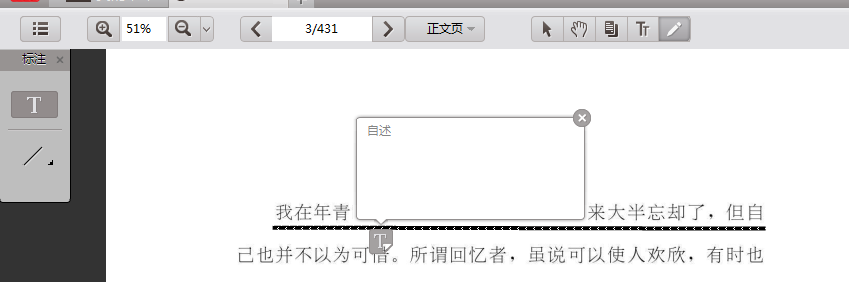 51%
3/431
正文页
标注
T
自述
我在年青 来大半忘却了，但自
T
己也并不以为可惜。所谓回忆者，虽说可以使人欢欣，有时也